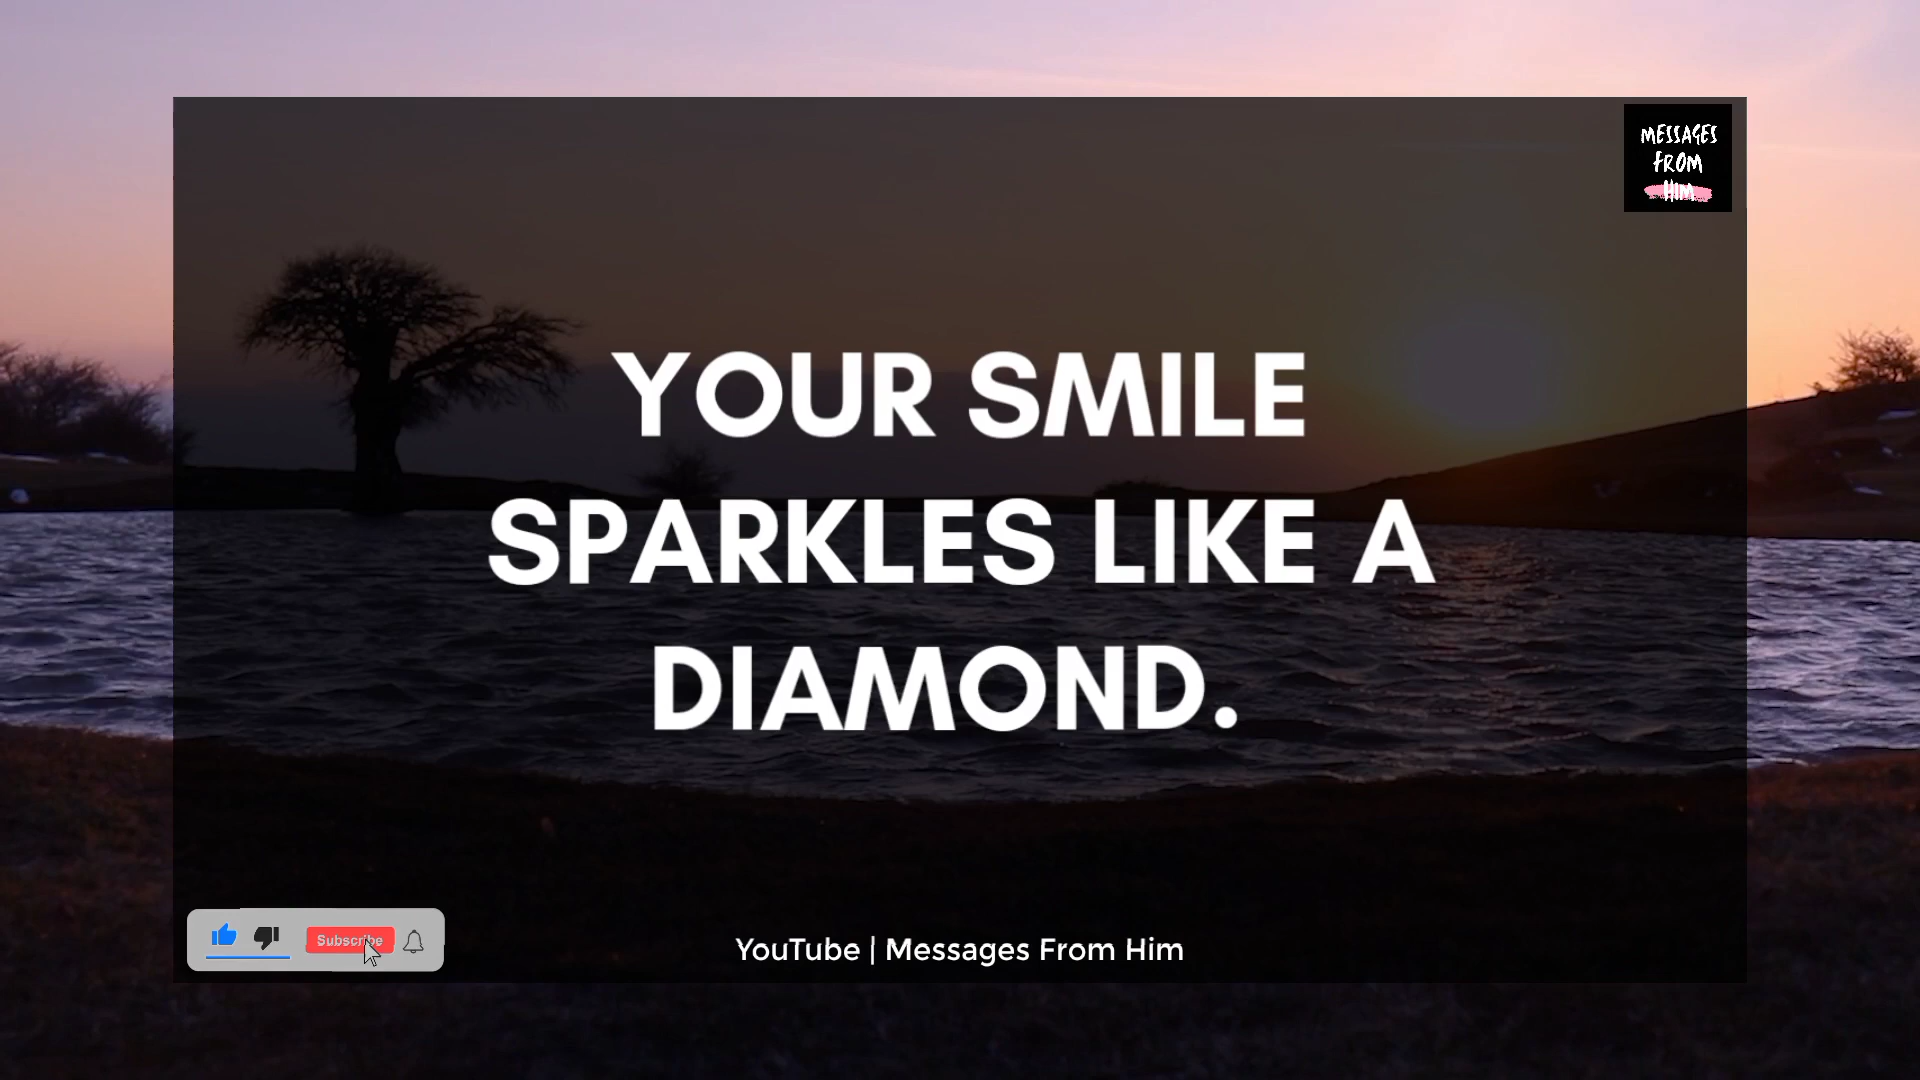 MESSAGES
FROM
HIM
YOUR SMILE
SPARKLES LIKE A
DIAMOND.
Subscribe
YouTube | Messages From Him